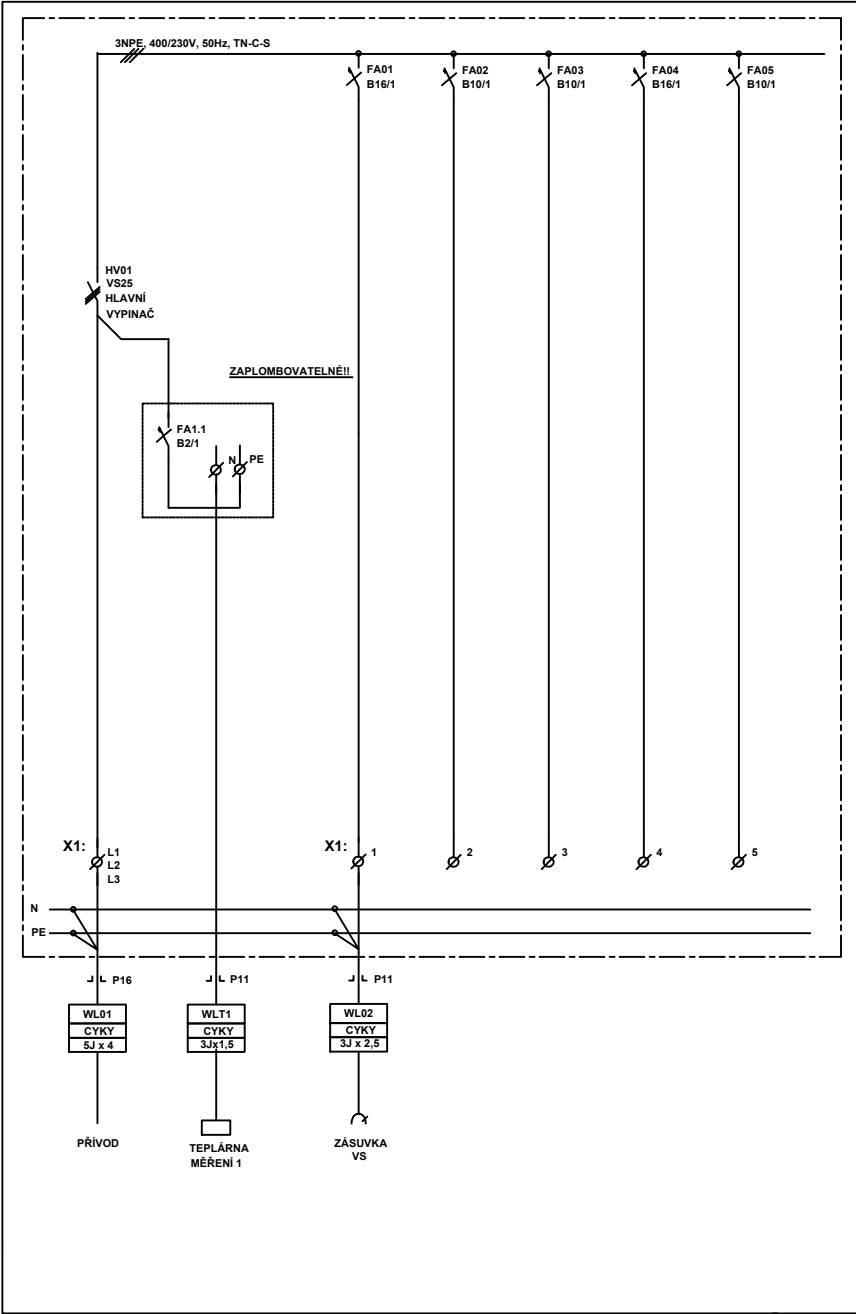 3NPE, 400/230V, 50Hz, TN-C-S
FA01
B16/1
FA02
B10/1
FA03
B10/1
FA04
B16/1
FA05
B10/1
HV01
VS25
HLAVNÍ
VYPINAČ
ZAPLOMBOVATELNÉ!!
FA1.1
B2/1
N
PE
X1:
L1
L2
L3
X1:
1
2
3
4
5
N
PE
P16
P11
P11
WL01
CYKY
5J x 4
WLT1
CYKY
3Jx1,5
WL02
CYKY
3J x 2,5
PŘÍVOD
TEPLÁRNA
MĚŘENÍ 1
ZÁSUVKA
VS